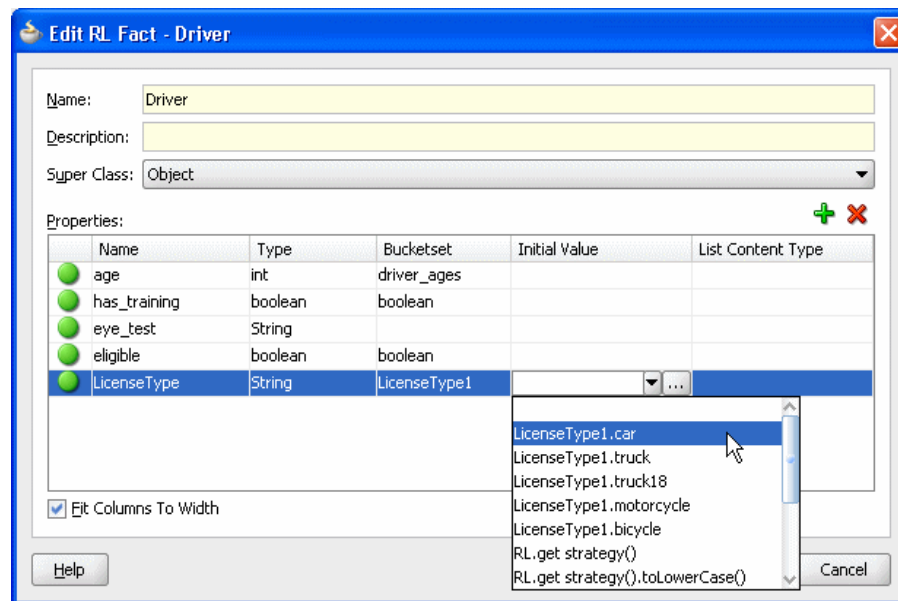 Edit RL Fact - Driver
Name: Driver
Description:
Super Class: Object
Properties:
Name Type Bucketset Initial Value List Content Type
age int driver_ages
has_training boolean boolean
eye_test String
eligible boolean boolean
LicenseType String LicenseType1 ...
LicenseType1.car
LicenseType1.truck
LicenseType1.truck18
LicenseType1.motorcycle
LicenseType1.bicycle
RL.get strategy()
RL.get strategy().toLowerCase()
Fit Columns To Width
Help Cancel